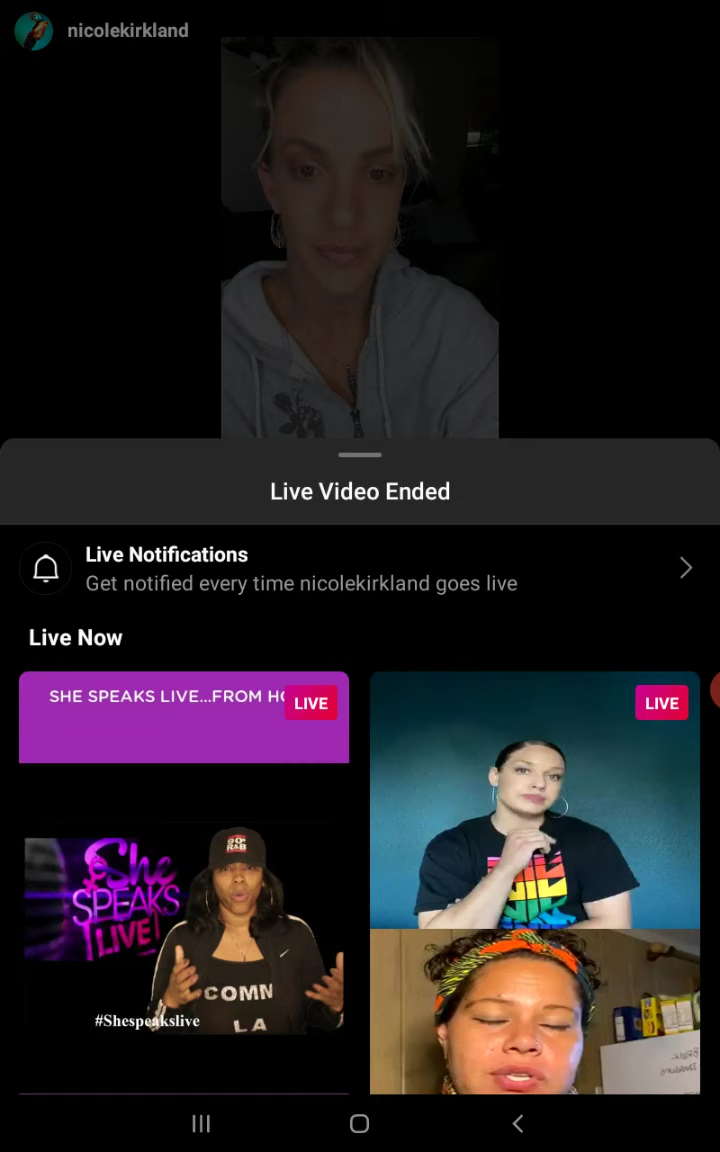 nicolekirkland
Live Video Ended
Live Notifications
Get notified every time nicolekirkland goes live
Live Now
SHE SPEAKS LIVE...FROM
LIVE
LIVE
90's
R&B
She
SPEAKS
LIVE!
COMN
LA
#Shespeakslive